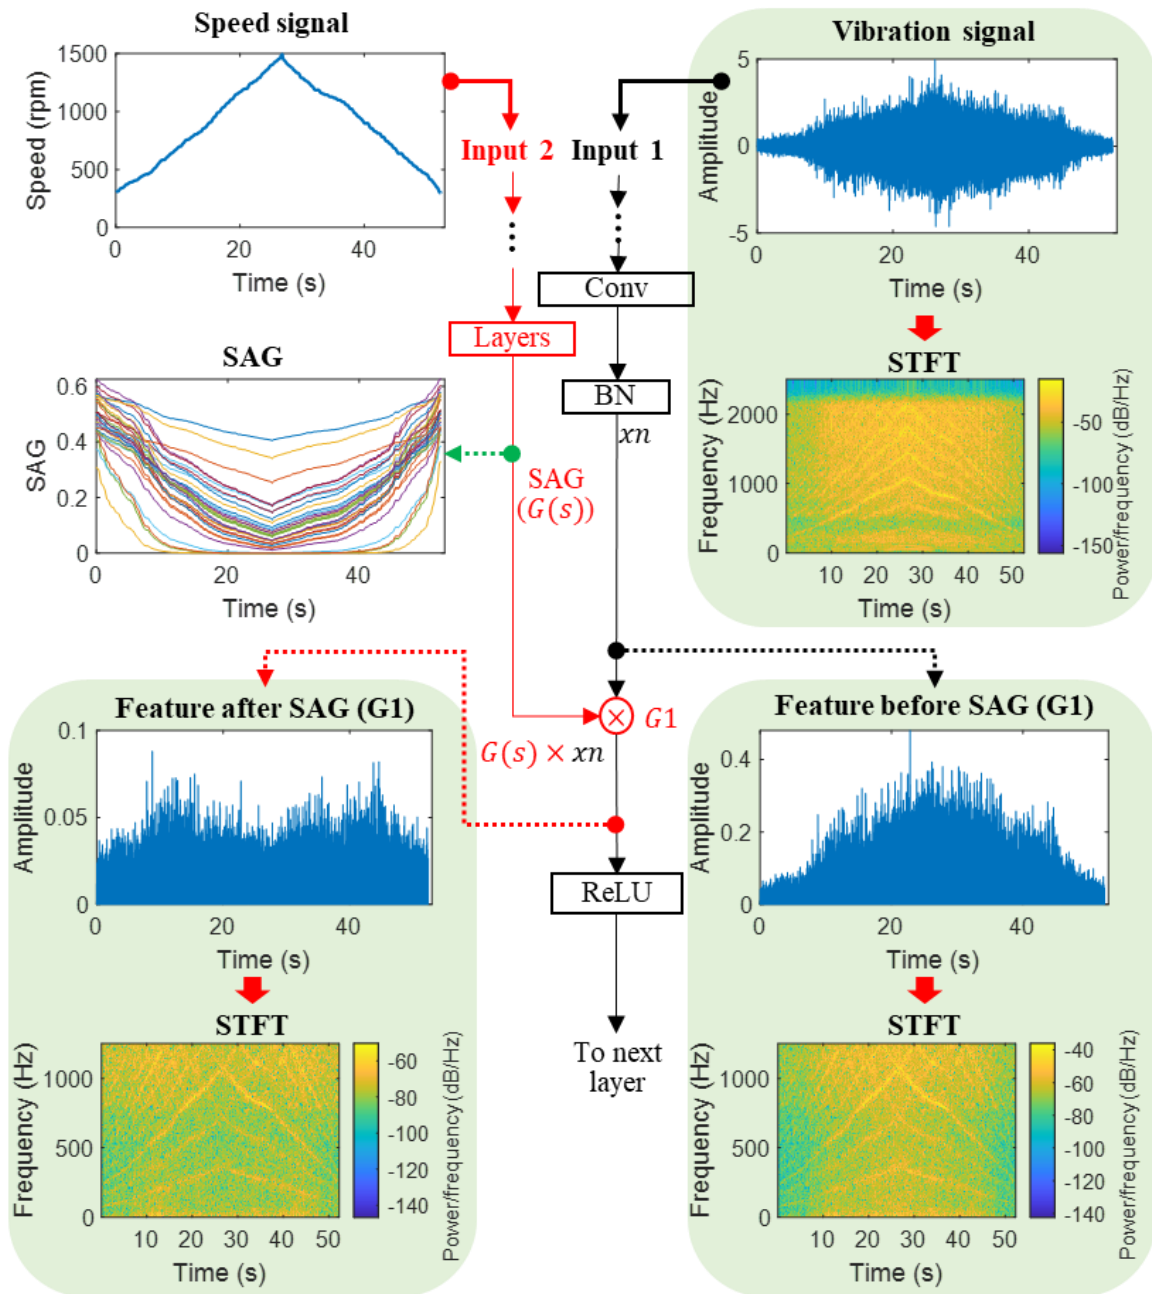 Speed signal
1500
1000
500
0
Speed (rpm)
0 20 40
Time (s)
Input 2
Input 1
Vibration signal
5
0
-5
Amplitude
0 20 40
Time (s)
Conv
Layers
BN
xn
SAG
(G(s))
SAG
0.6
0.4
0.2
0
SAG
0 20 40
Time (s)
STFT
2000
1000
0
Frequency (Hz)
10 20 30 40 50
Time (s)
-50
-100
-150
Power/frequency (dB/Hz)
Feature after SAG (G1)
0.1
0.05
0
Amplitude
0 20 40
Time (s)
STFT
1000
500
0
Frequency (Hz)
10 20 30 40 50
Time (s)
-60
-80
-100
-120
-140
Power/frequency (dB/Hz)
× G1
G(s) × xn
ReLU
To next
layer
Feature before SAG (G1)
0.4
0.2
0
Amplitude
0 20 40
Time (s)
STFT
1000
500
0
Frequency (Hz)
10 20 30 40 50
Time (s)
-40
-60
-80
-100
-120
-140
Power/frequency (dB/Hz)